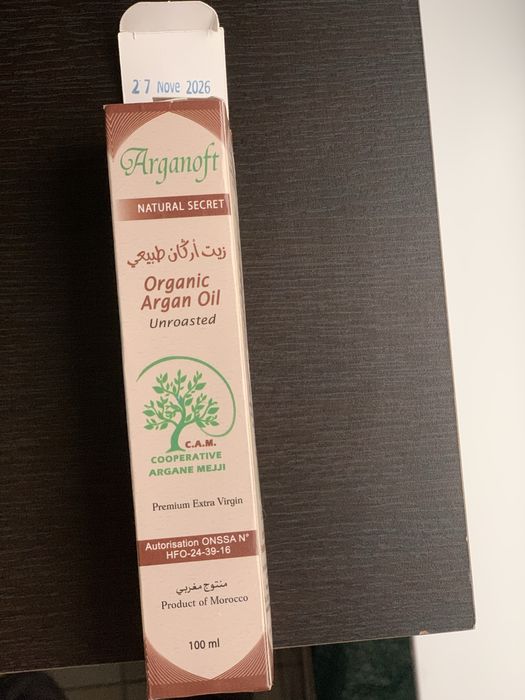 27 Nove 2026
Arganoft
NATURAL SECRET
زيت أرڭان طبيعي
Organic
Argan Oil
Unroasted
C.A.M.
COOPERATIVE
ARGANE MEJJI
Premium Extra Virgin
Autorisation ONSSA N°
HFO-24-39-16
منتوج مغربي
Product of Morocco
100 ml